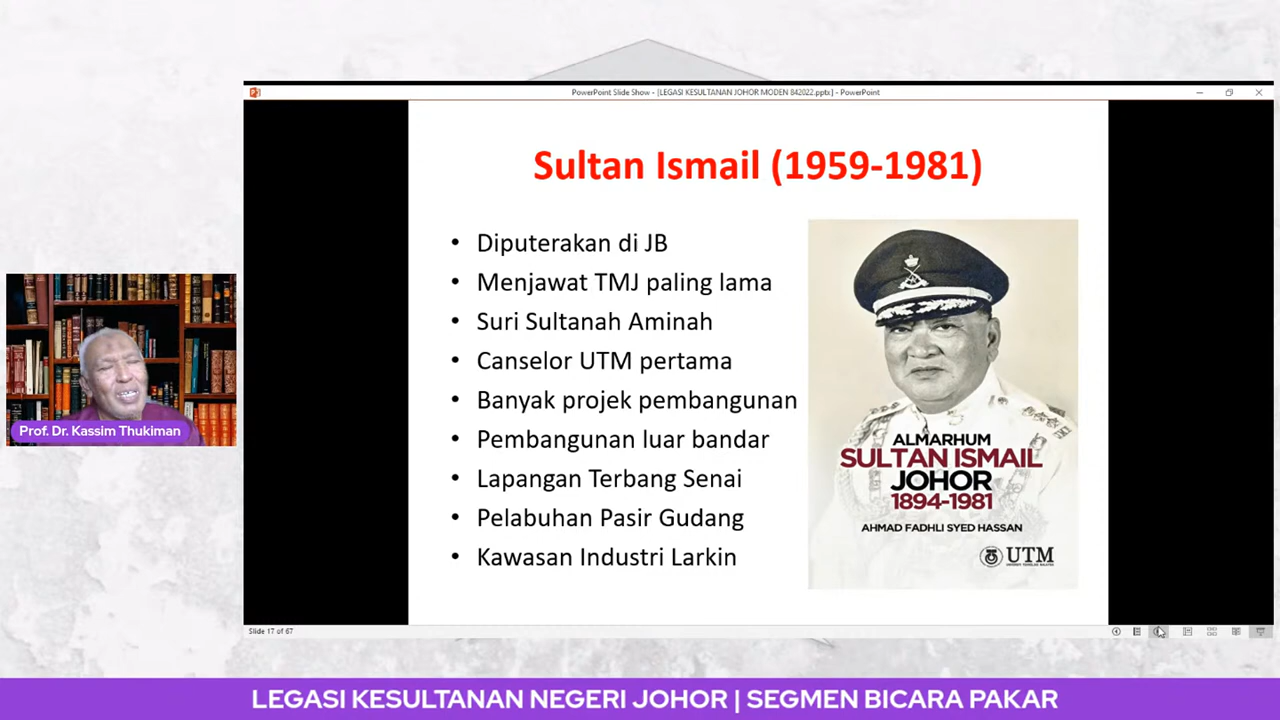 PowerPoint Slide Show - [LEGASI KESULTANAN JOHOR MODEN 842022.pptx] - PowerPoint
Sultan Ismail (1959-1981)
• Diputerakan di JB
• Menjawat TMJ paling lama
• Suri Sultanah Aminah
• Canselor UTM pertama
• Banyak projek pembangunan
• Pembangunan luar bandar
• Lapangan Terbang Senai
• Pelabuhan Pasir Gudang
• Kawasan Industri Larkin
ALMARHUM
SULTAN ISMAIL
JOHOR
1894-1981
AHMAD FADHLI SYED HASSAN
UTM
Prof. Dr. Kassim Thukiman
Slide 17 of 67
LEGASI KESULTANAN NEGERI JOHOR | SEGMEN BICARA PAKAR